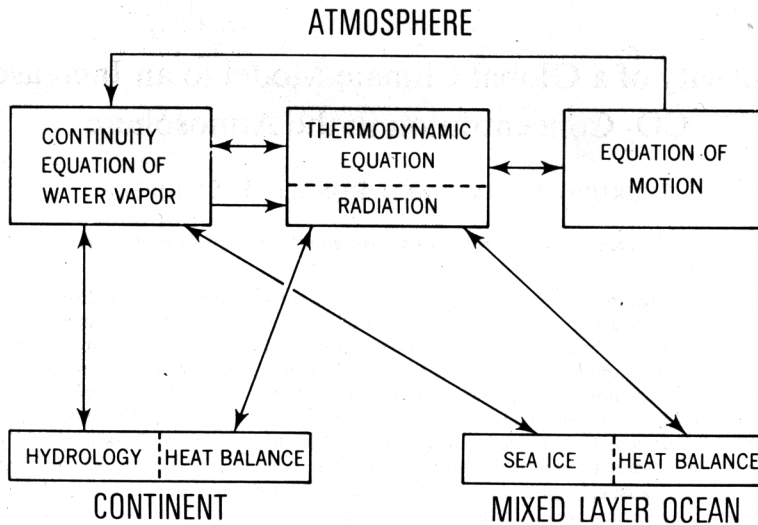 ATMOSPHERE
CONTINUITY
EQUATION OF
WATER VAPOR
THERMODYNAMIC
EQUATION
RADIATION
EQUATION OF
MOTION
HYDROLOGY
HEAT BALANCE
CONTINENT
SEA ICE
HEAT BALANCE
MIXED LAYER OCEAN